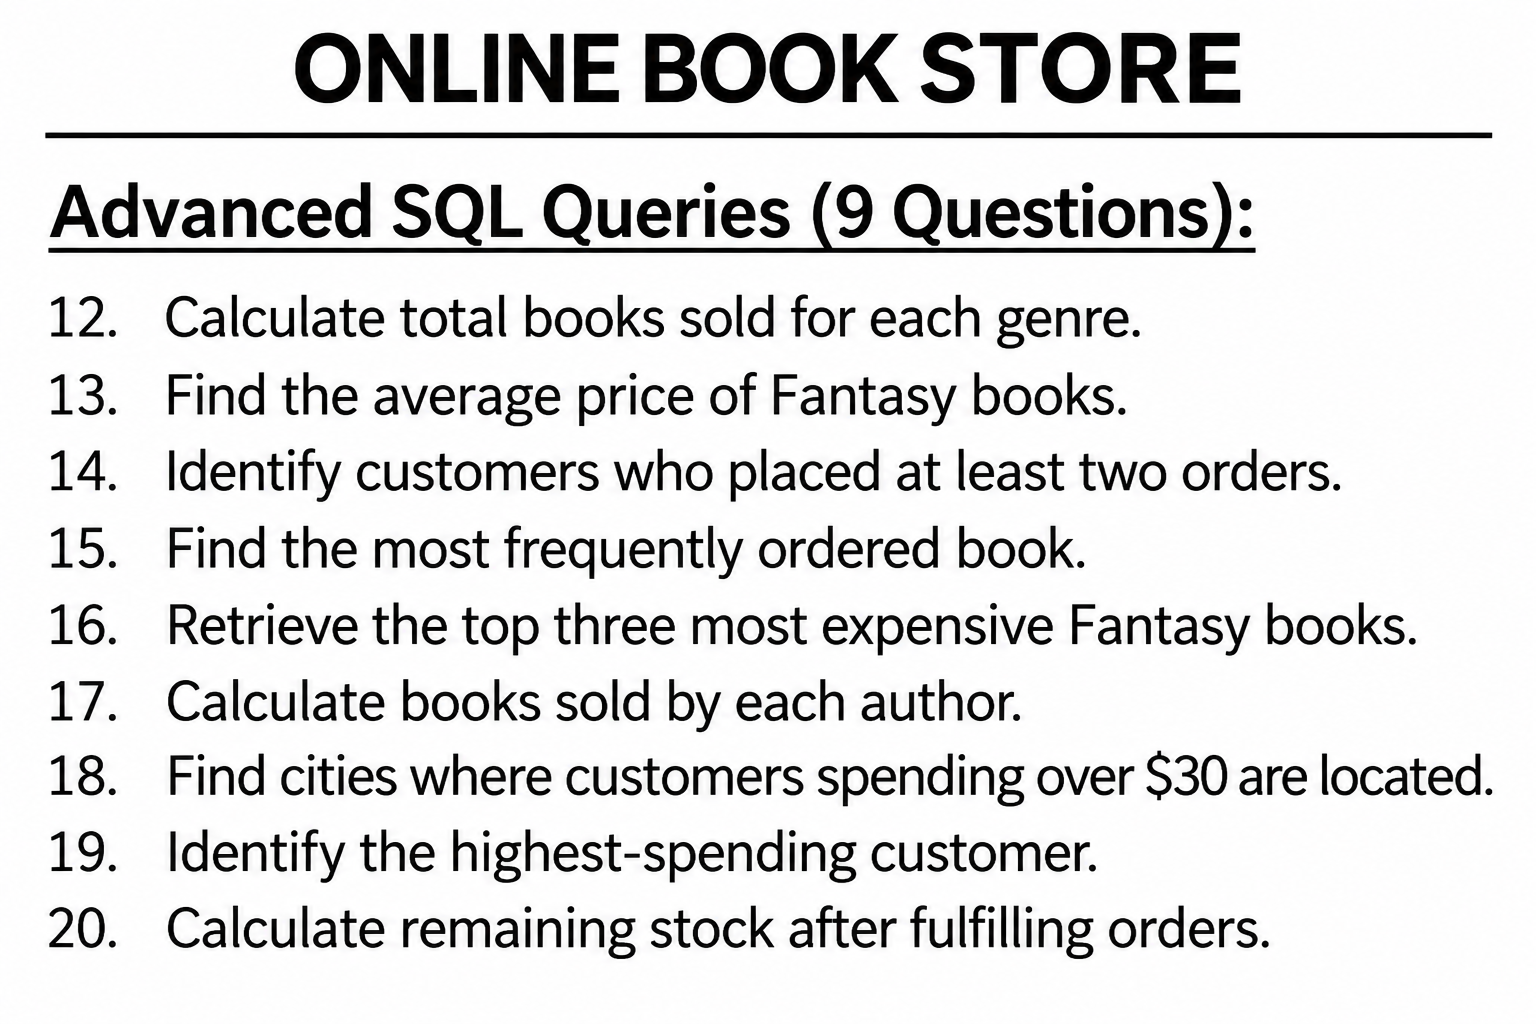 ONLINE BOOK STORE
Advanced SQL Queries (9 Questions):
12. Calculate total books sold for each genre.
13. Find the average price of Fantasy books.
14. Identify customers who placed at least two orders.
15. Find the most frequently ordered book.
16. Retrieve the top three most expensive Fantasy books.
17. Calculate books sold by each author.
18. Find cities where customers spending over $30 are located.
19. Identify the highest-spending customer.
20. Calculate remaining stock after fulfilling orders.